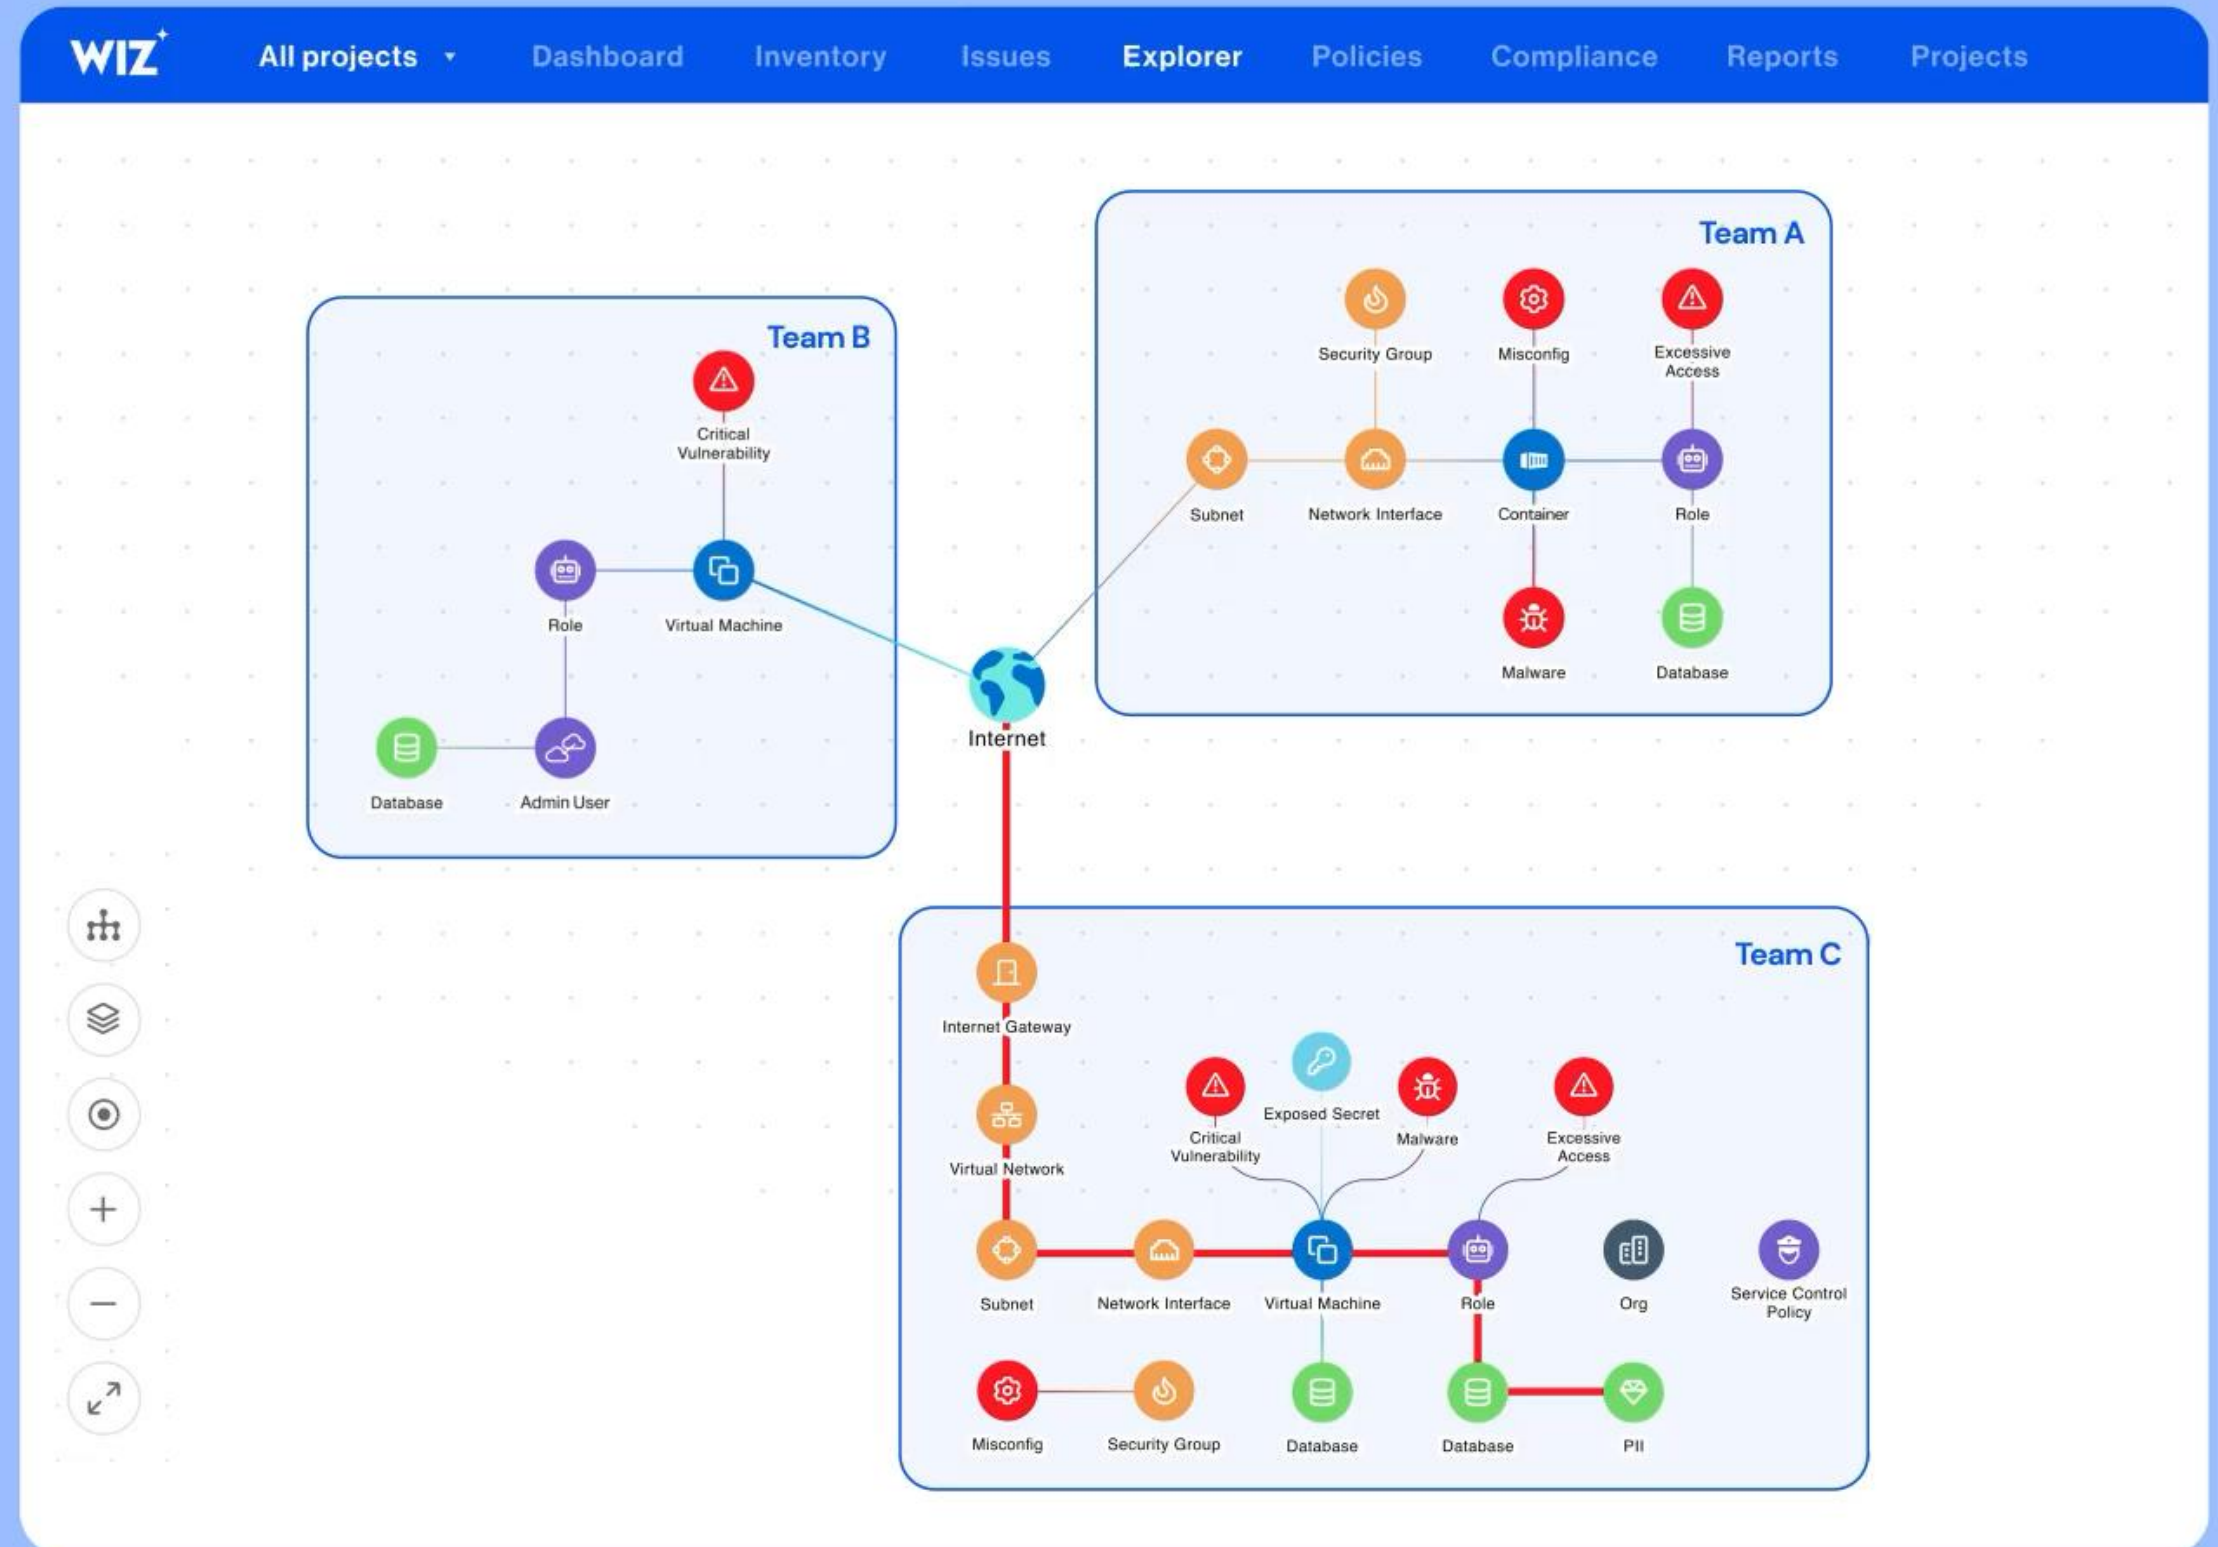 WIZ
All projects
Dashboard
Inventory
Issues
Explorer
Policies
Compliance
Reports
Projects
Team A
Security Group
Misconfig
Excessive
Access
Subnet
Network Interface
Container
Role
Malware
Database
Team B
Critical
Vulnerability
Role
Virtual Machine
Database
Admin User
Internet
Team C
Internet Gateway
Exposed Secret
Critical
Vulnerability
Malware
Excessive
Access
Virtual Network
Subnet
Network Interface
Virtual Machine
Role
Org
Service Control
Policy
Misconfig
Security Group
Database
Database
PII